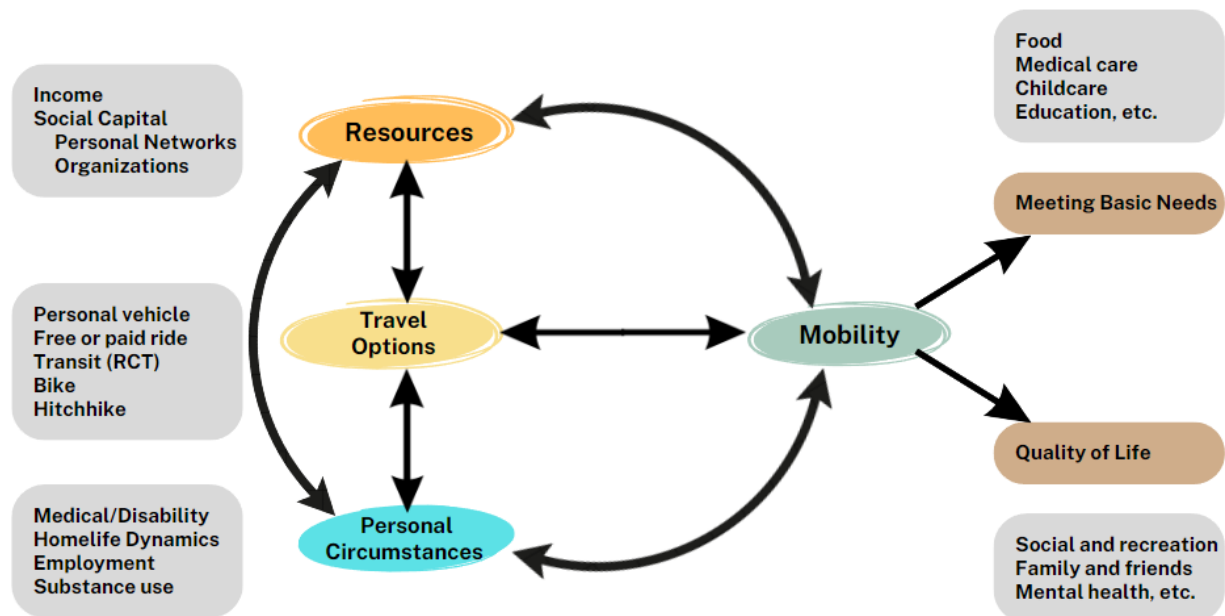 Income
Social Capital
Personal Networks
Organizations
Resources
Personal vehicle
Free or paid ride
Transit (RCT)
Bike
Hitchhike
Travel
Options
Medical/Disability
Homelife Dynamics
Employment
Substance use
Personal
Circumstances
Mobility
Food
Medical care
Childcare
Education, etc.
Meeting Basic Needs
Quality of Life
Social and recreation
Family and friends
Mental health, etc.